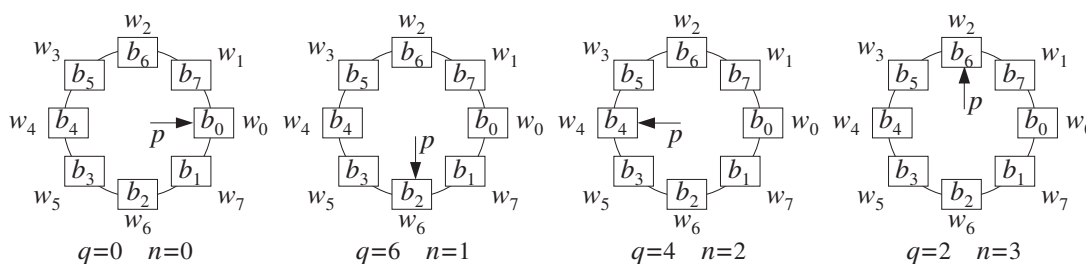 w₂ w₂ w₂ w₂
w₃ b₆ w₁ w₃ b₆ w₁ w₃ b₆ w₁ w₃ b₆ w₁
b₅ b₇ b₅ b₇ b₅ b₇ b₅ p b₇
w₄ b₄ p b₀ w₀ w₄ b₄ p b₀ w₀ w₄ b₄ p b₀ w₀ w₄ b₄ b₀ w₀
b₃ b₁ b₃ b₁ b₃ b₁ b₃ b₁
w₅ b₂ w₇ w₅ b₂ w₇ w₅ b₂ w₇ w₅ b₂ w₇
w₆ w₆ w₆ w₆
q=0 n=0 q=6 n=1 q=4 n=2 q=2 n=3